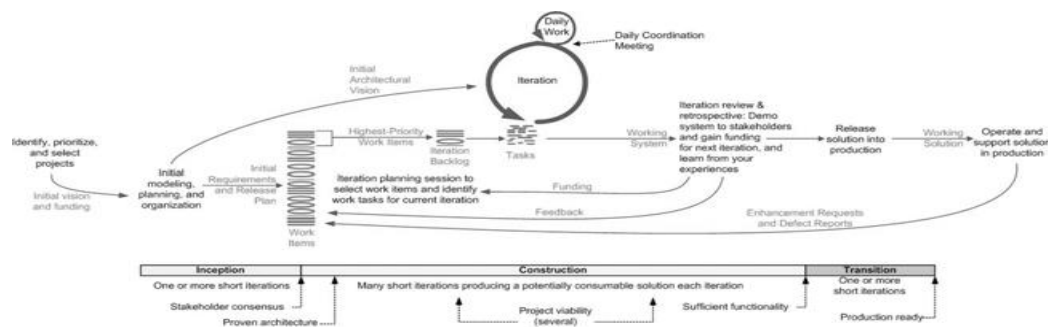 Daily
Work
Daily Coordination
Meeting
Iteration
Initial
Architectural
Vision
Identify, prioritize,
and select
projects
Initial vision
and funding
Initial
modeling,
planning, and
organization
Initial
Requirements
and Release
Plan
Work
Items
Highest-Priority
Work Items
Iteration
Backlog
Tasks
Iteration planning session to
select work items and identify
work tasks for current iteration
Working
System
Iteration review &
retrospective: Demo
system to stakeholders
and gain funding
for next iteration, and
learn from your
experiences
Funding
Feedback
Release
solution into
production
Working
Solution
Operate and
support solution
in production
Enhancement Requests
and Defect Reports
Inception
Construction
Transition
One or more short iterations
Many short iterations producing a potentially consumable solution each iteration
One or more
short iterations
Stakeholder consensus
Proven architecture
Project viability
(several)
Sufficient functionality
Production ready